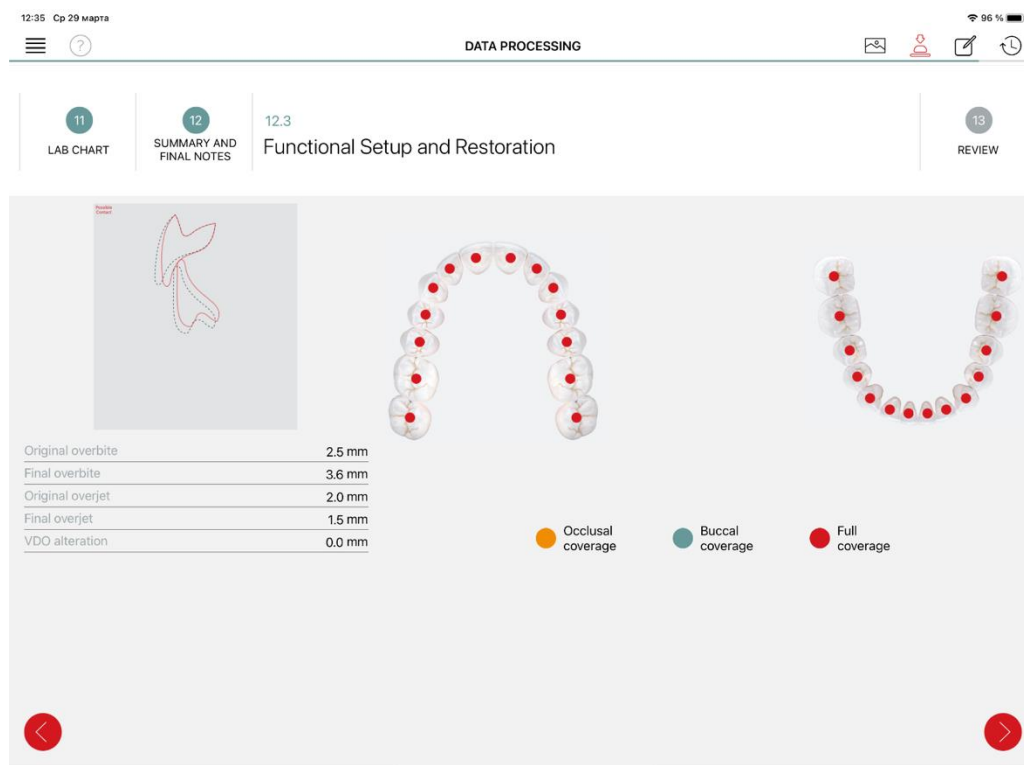 12:35 Ср 29 марта
96 %
?
DATA PROCESSING
11
LAB CHART
12
SUMMARY AND
FINAL NOTES
12.3
Functional Setup and Restoration
13
REVIEW
Possible
Contact
Original overbite 2.5 mm
Final overbite 3.6 mm
Original overjet 2.0 mm
Final overjet 1.5 mm
VDO alteration 0.0 mm
Occlusal
coverage
Buccal
coverage
Full
coverage